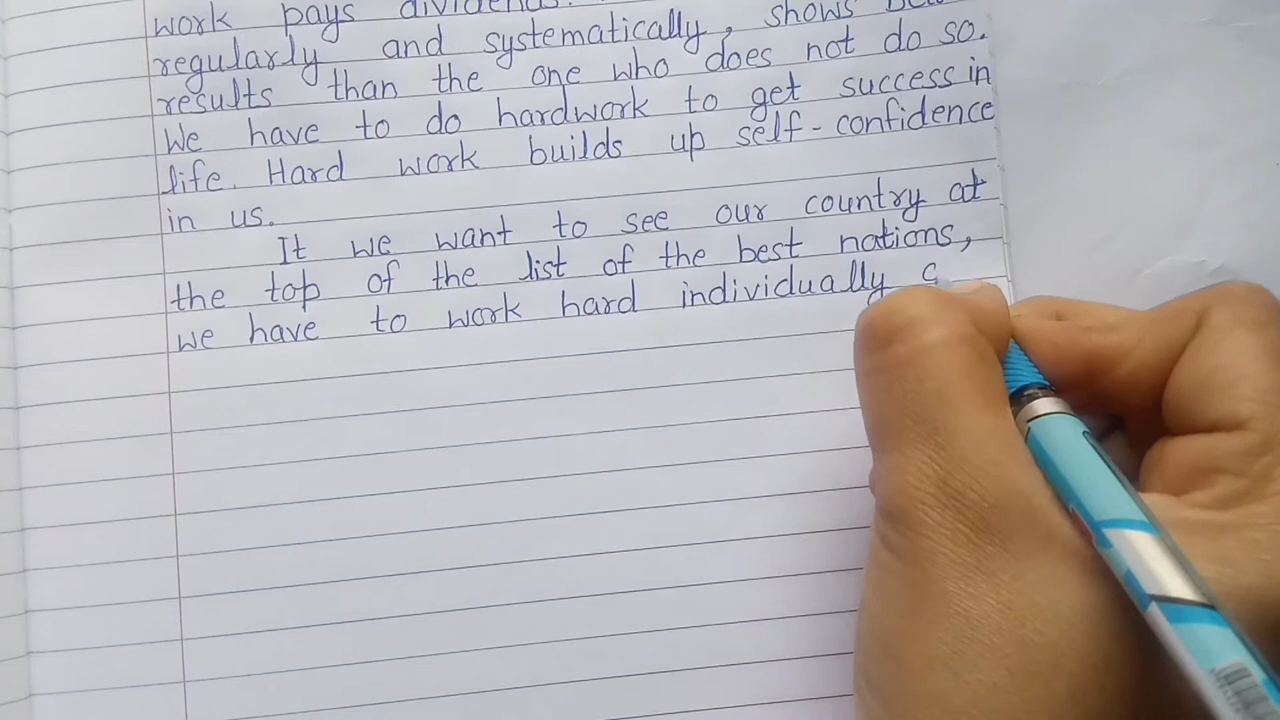 work pays dividends.
regularly and systematically, shows
results than the one who does not do so.
We have to do hardwork to get success in
life. Hard work builds up self-confidence
in us.
It we want to see our country at
the top of the list of the best nations,
we have to work hard individually